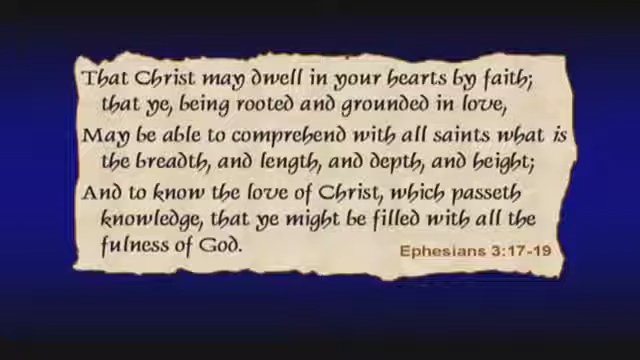 That Christ may dwell in your hearts by faith;
that ye, being rooted and grounded in love,
May be able to comprehend with all saints what is
the breadth, and length, and depth, and height;
And to know the love of Christ, which passeth
knowledge, that ye might be filled with all the
fulness of God.
Ephesians 3:17-19